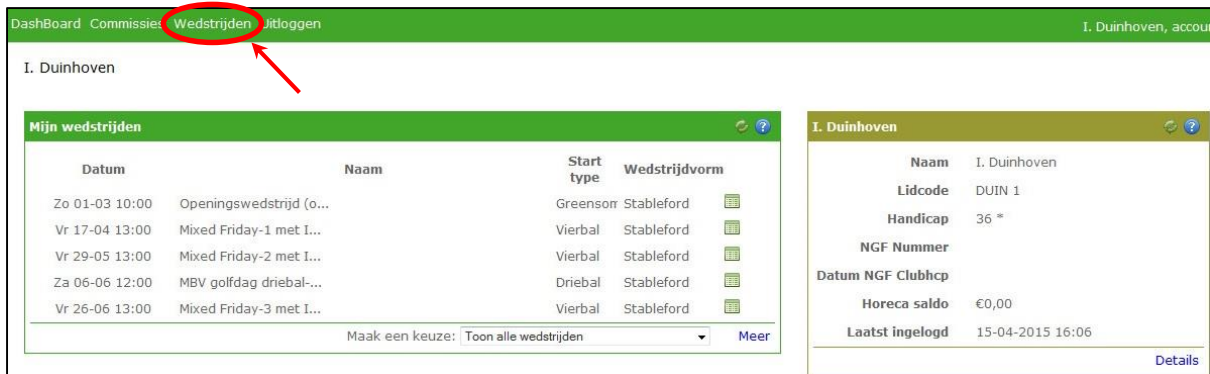 DashBoard Commissies Wedstrijden Uitloggen I. Duinhoven, accou
I. Duinhoven
Mijn wedstrijden
Datum Naam Start type Wedstrijdvorm
Zo 01-03 10:00 Openingswedstrijd (o... Greensom Stableford
Vr 17-04 13:00 Mixed Friday-1 met I... Vierbal Stableford
Vr 29-05 13:00 Mixed Friday-2 met I... Vierbal Stableford
Za 06-06 12:00 MBV golfdag driebal-... Driebal Stableford
Vr 26-06 13:00 Mixed Friday-3 met I... Vierbal Stableford
Maak een keuze: Toon alle wedstrijden Meer
I. Duinhoven
Naam I. Duinhoven
Lidcode DUIN 1
Handicap 36 *
NGF Nummer
Datum NGF Clubhcp
Horeca saldo €0,00
Laatst ingelogd 15-04-2015 16:06
Details